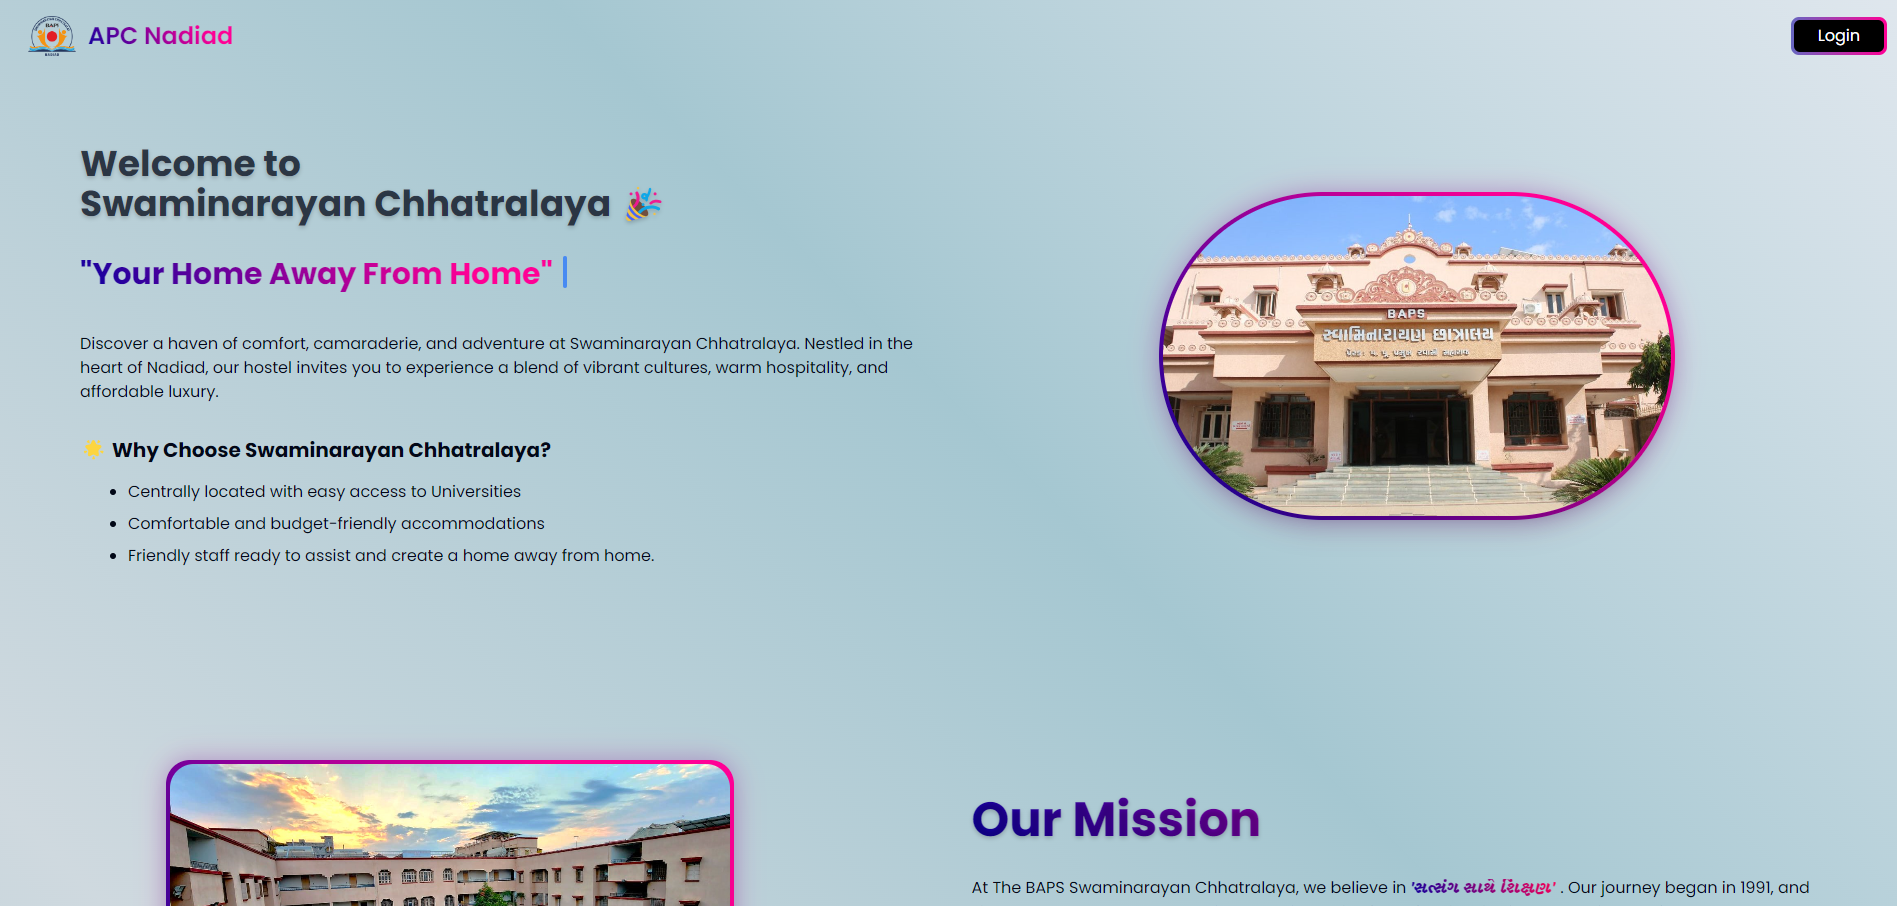 BAPS
NADIAD
APC Nadiad
Login
Welcome to
Swaminarayan Chhatralaya 🎉
"Your Home Away From Home"
Discover a haven of comfort, camaraderie, and adventure at Swaminarayan Chhatralaya. Nestled in the
heart of Nadiad, our hostel invites you to experience a blend of vibrant cultures, warm hospitality, and
affordable luxury.
🌟 Why Choose Swaminarayan Chhatralaya?
• Centrally located with easy access to Universities
• Comfortable and budget-friendly accommodations
• Friendly staff ready to assist and create a home away from home.
BAPS
સ્વામિનારાયણ છાત્રાલય
Our Mission
At The BAPS Swaminarayan Chhatralaya, we believe in 'સત્સંગ સાથે શિક્ષણ' . Our journey began in 1991, and